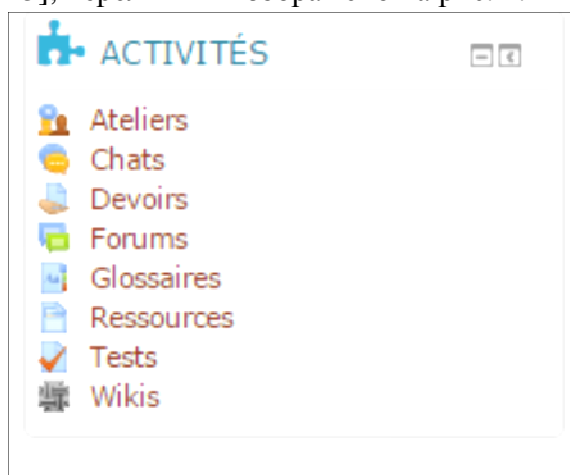 ACTIVITÉS
Ateliers
Chats
Devoirs
Forums
Glossaires
Ressources
Tests
Wikis